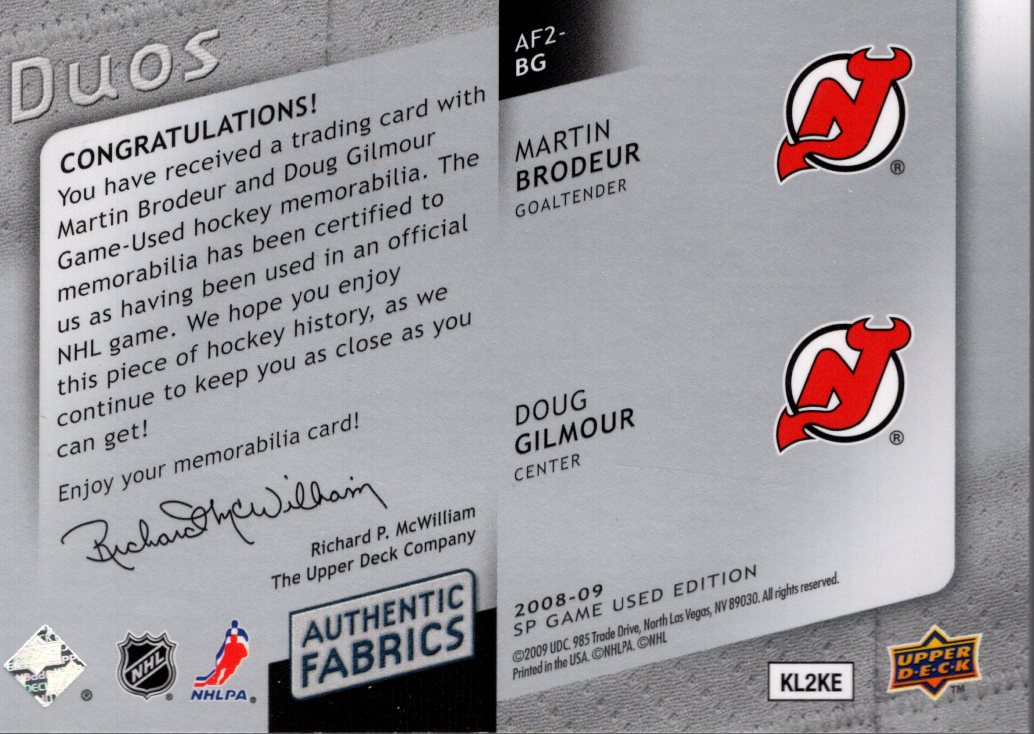 Duos
CONGRATULATIONS!
You have received a trading card with
Martin Brodeur and Doug Gilmour
Game-Used hockey memorabilia. The
memorabilia has been certified to
us as having been used in an official
NHL game. We hope you enjoy
this piece of hockey history, as we
continue to keep you as close as you
can get!
Enjoy your memorabilia card!
Richard McWilliam
Richard P. McWilliam
The Upper Deck Company
AUTHENTIC
FABRICS
®
NHL
®
NHLPA®
AF2-
BG
MARTIN
BRODEUR
GOALTENDER
NJ
®
DOUG
GILMOUR
CENTER
NJ
®
2008-09
SP GAME USED EDITION
©2009 UDC. 985 Trade Drive, North Las Vegas, NV 89030. All rights reserved.
Printed in the USA. ©NHLPA. ©NHL
KL2KE
UPPER
D·E·C·K
TM